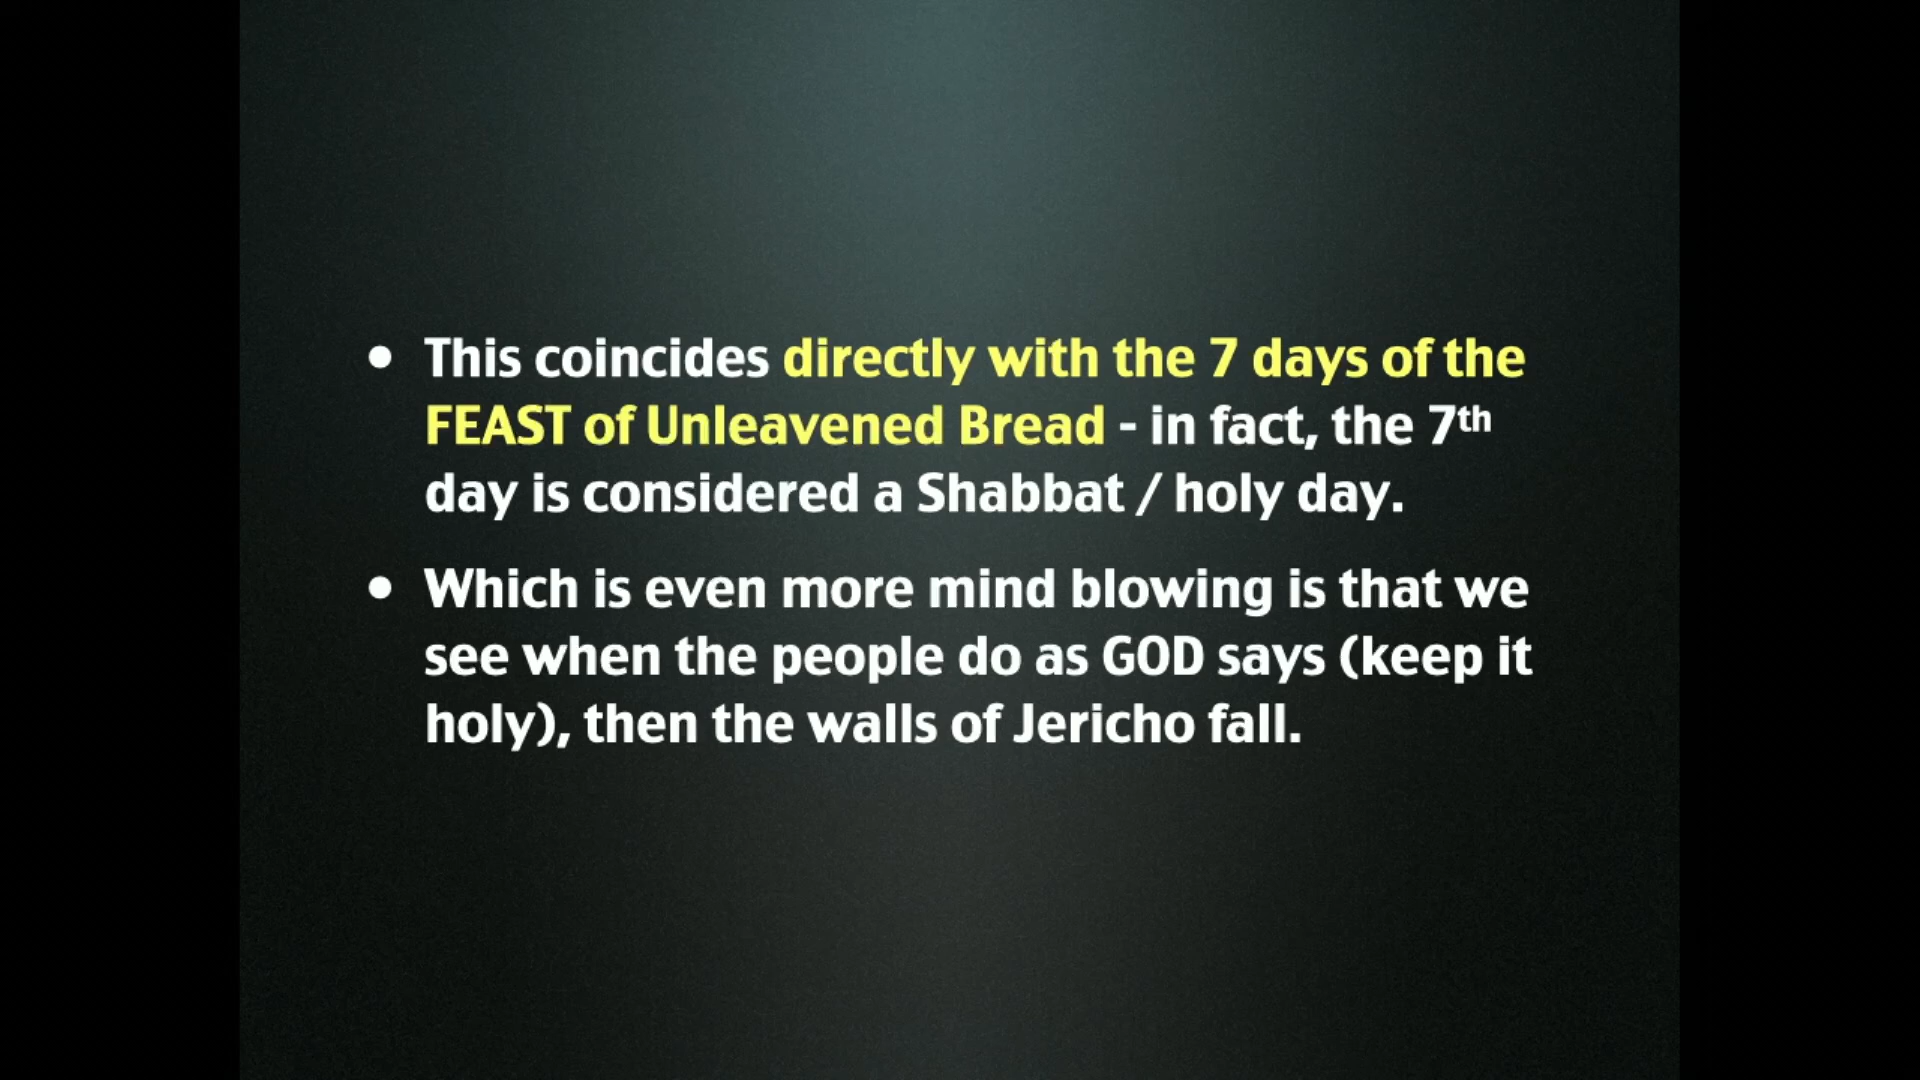 • This coincides directly with the 7 days of the
FEAST of Unleavened Bread - in fact, the 7th
day is considered a Shabbat / holy day.
• Which is even more mind blowing is that we
see when the people do as GOD says (keep it
holy), then the walls of Jericho fall.